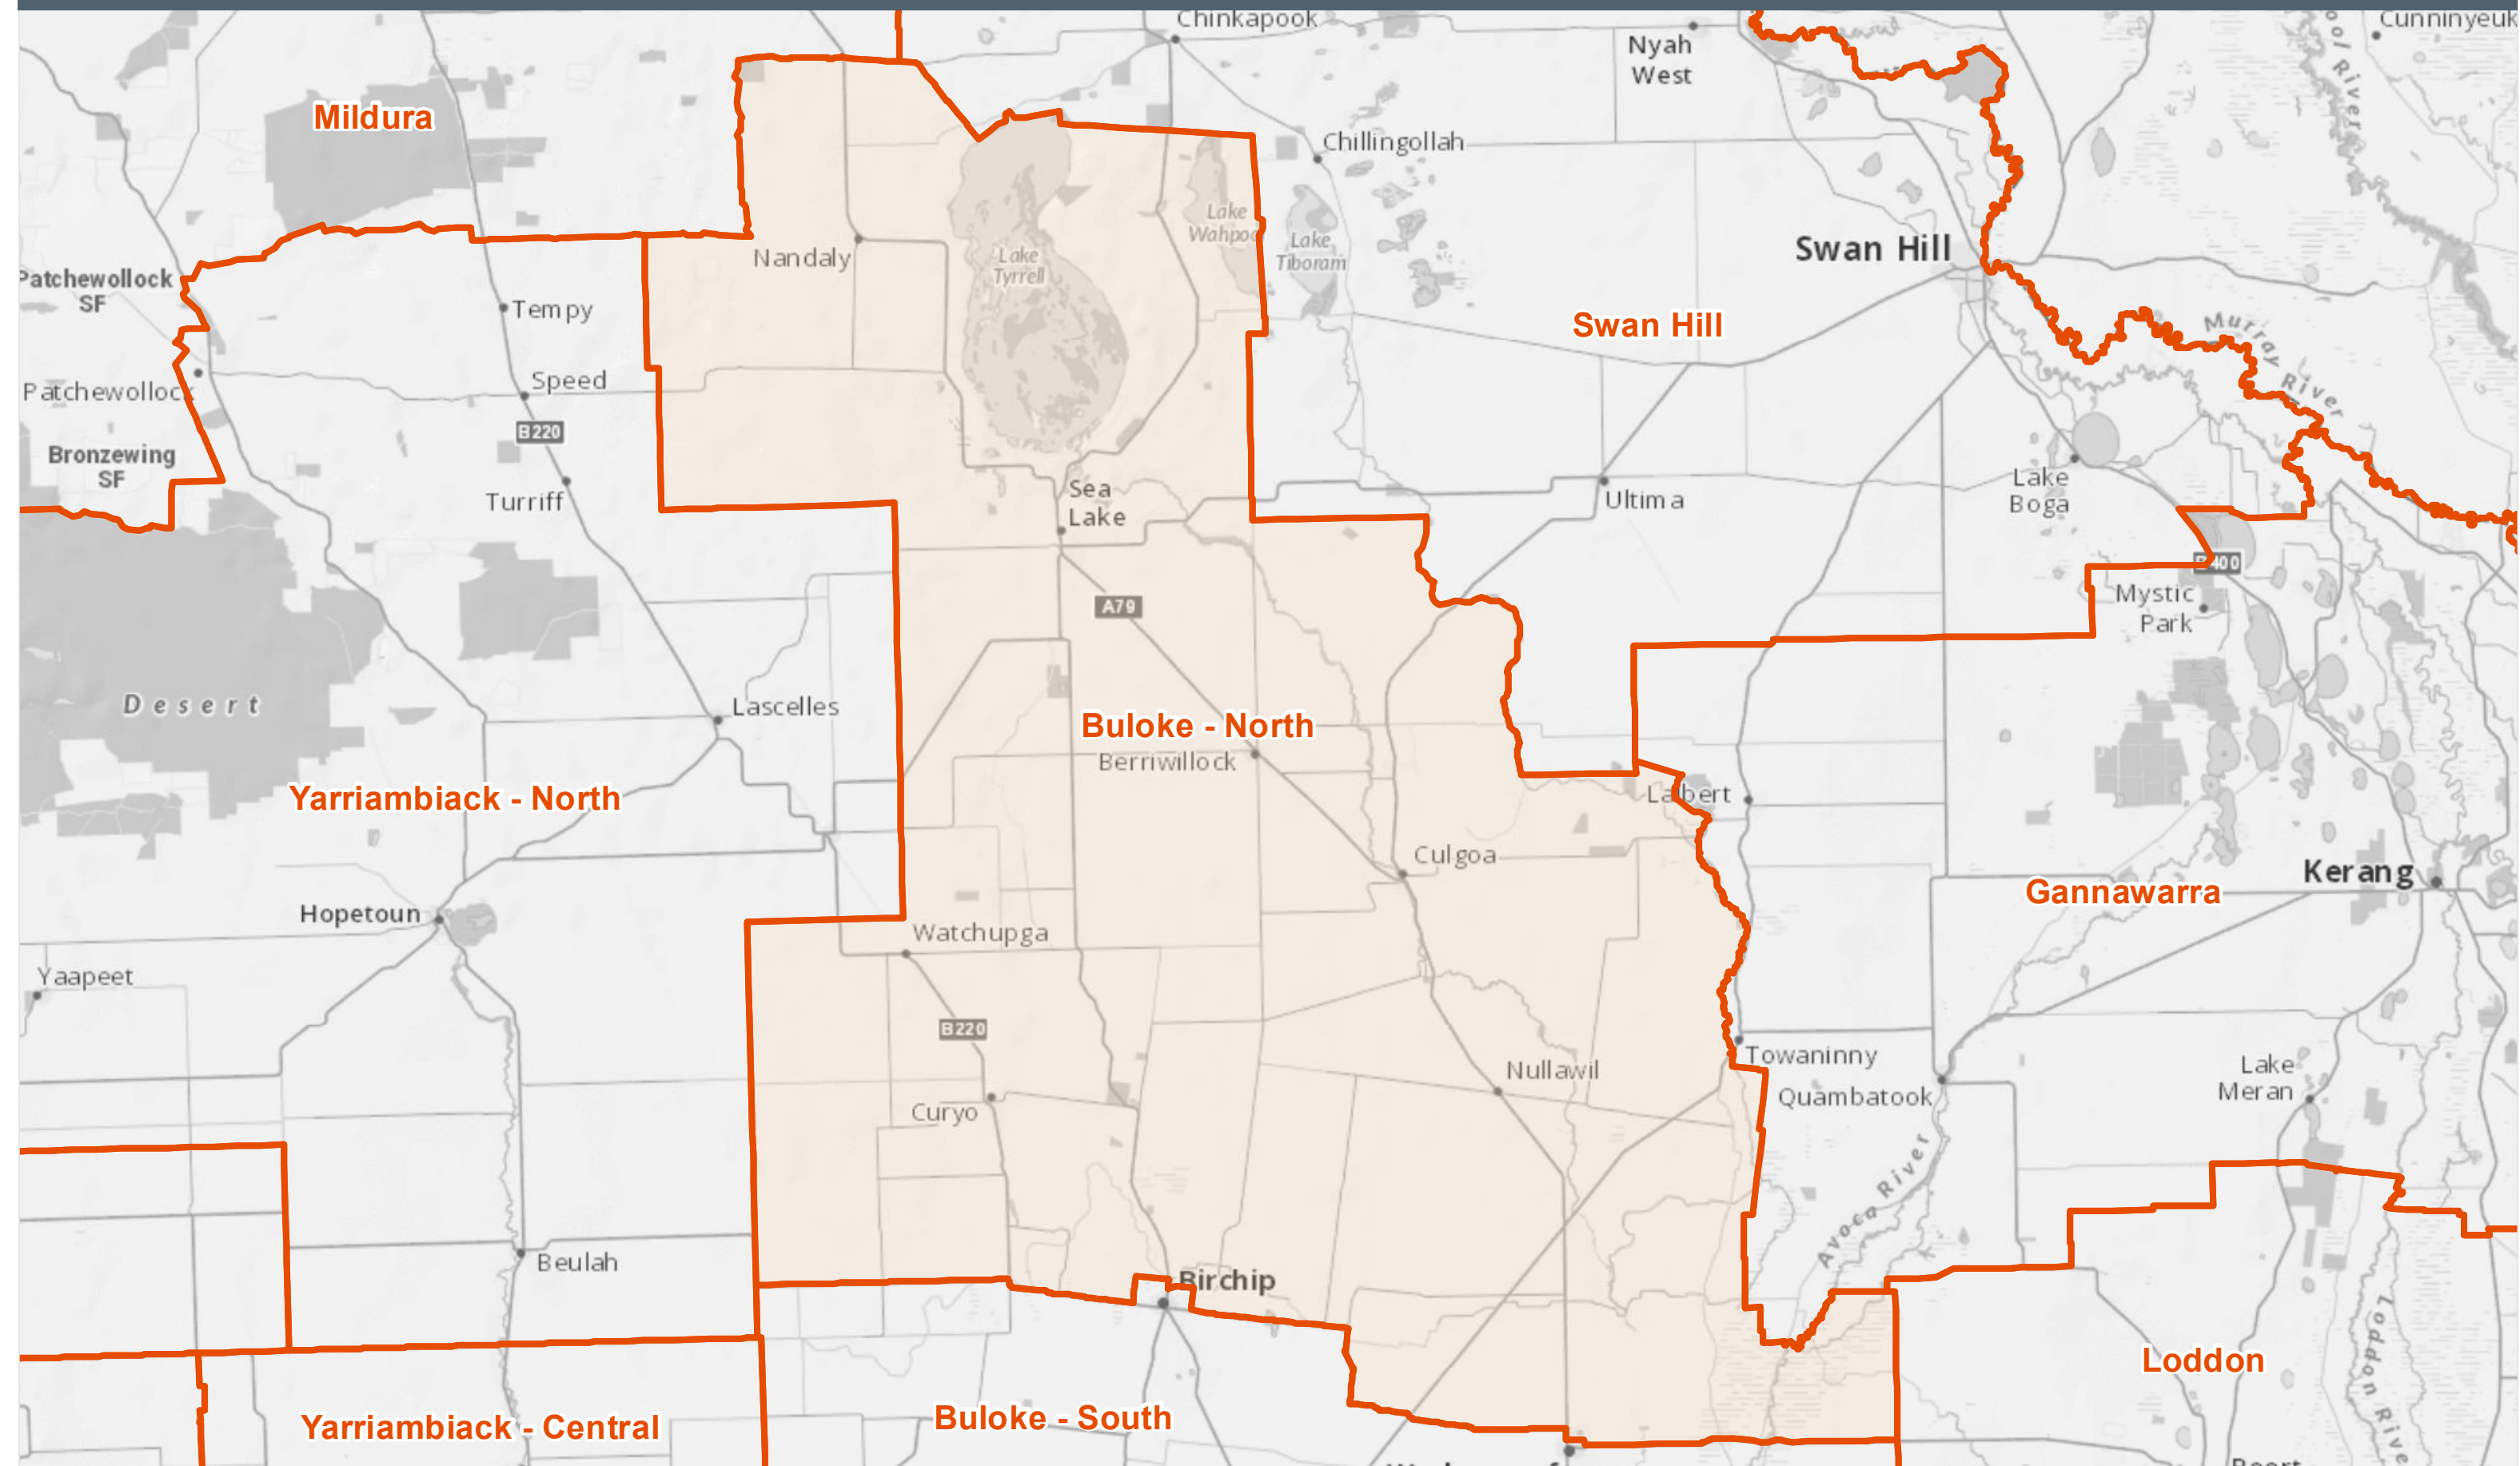 Chinkapook
Cunninyeuk
Nyah
West
Mildura
Chillingollah
Lake
Tiboram
Lake
Swan Hill
Nandaly
Lake
Tyrrell
Patchewollock
SF
Tempy
Swan Hill
Murray River
Patchewollock
Speed
B220
Bronzewing
SF
Turriff
Sea
Lake
Ultima
Lake
Boga
B400
Mystic
Park
A79
Desert
Lascelles
Buloke - North
Berriwillock
Yarriambiack - North
Lalbert
Culgoa
Kerang
Gannawarra
Hopetoun
Watchupga
Yaapeet
B220
Towaninny
Nullawil
Quambatook
Lake
Meran
Curyo
Avoca River
Beulah
Birchip
Loddon
Loddon River
Buloke - South
Yarriambiack - Central